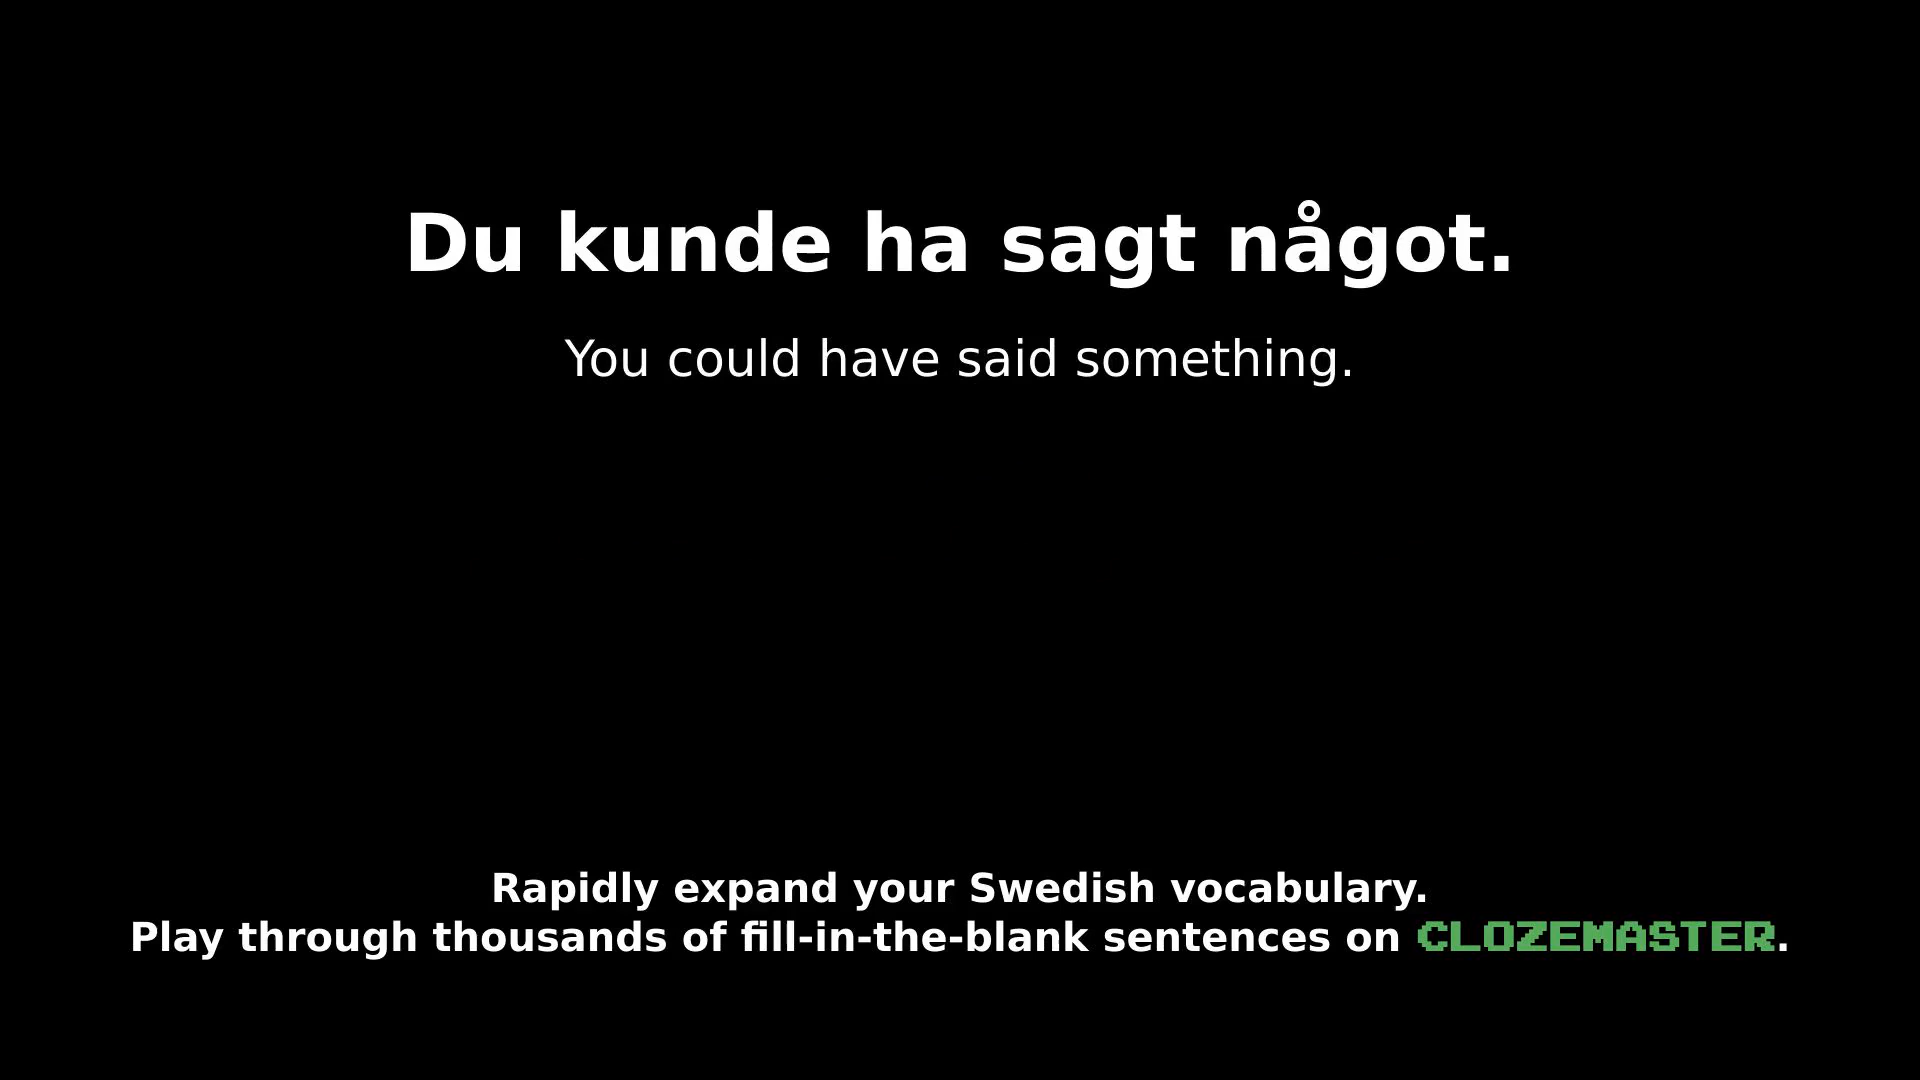 Du kunde ha sagt något.
You could have said something.
Rapidly expand your Swedish vocabulary.
Play through thousands of fill-in-the-blank sentences on CLOZEMASTER.